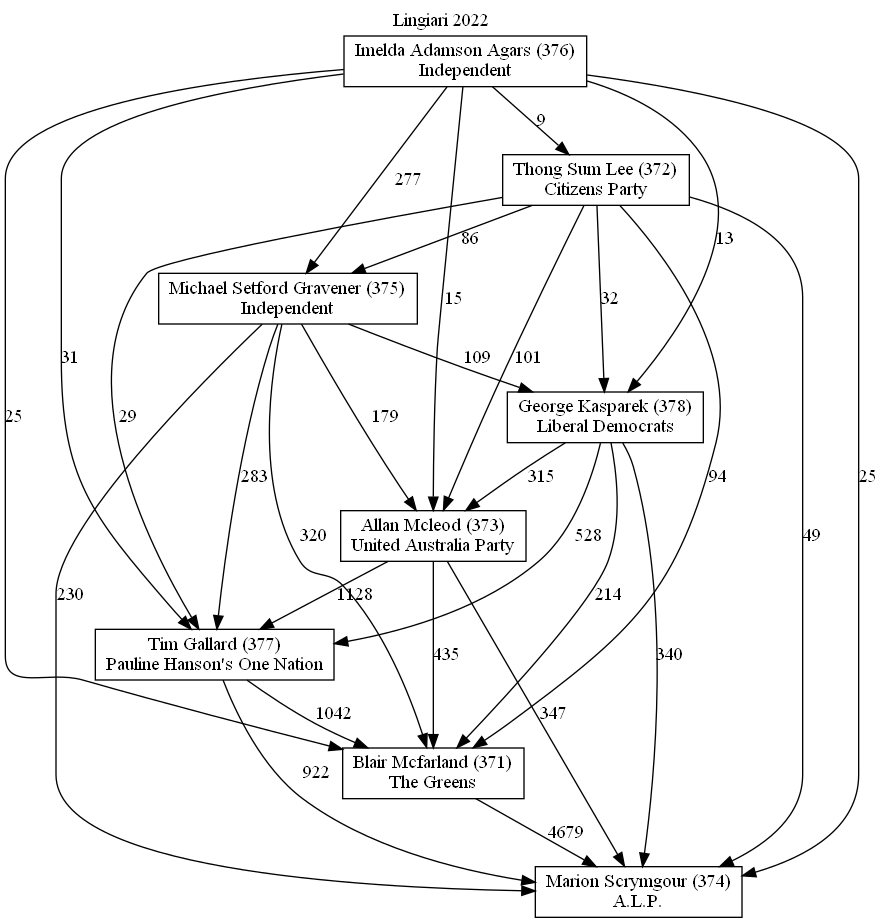 Lingiari 2022
Imelda Adamson Agars (376)
Independent
9
Thong Sum Lee (372)
Citizens Party
277
86
13
Michael Setford Gravener (375)
Independent
15
32
31
109
101
25
29
179
George Kasparek (378)
Liberal Democrats
283
315
94
25
Allan Mcleod (373)
United Australia Party
320
528
49
230
1128
214
Tim Gallard (377)
Pauline Hanson's One Nation
435
340
1042
347
922
Blair Mcfarland (371)
The Greens
4679
Marion Scrymgour (374)
A.L.P.